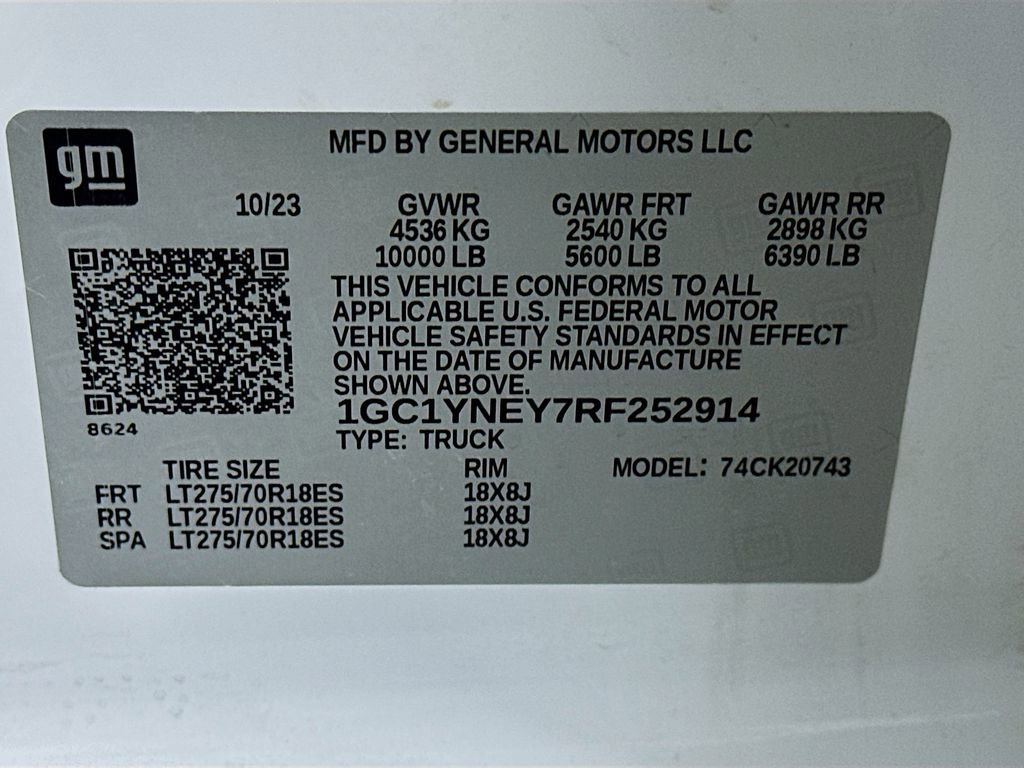 gm
MFD BY GENERAL MOTORS LLC
10/23 GVWR GAWR FRT GAWR RR
4536 KG 2540 KG 2898 KG
10000 LB 5600 LB 6390 LB
THIS VEHICLE CONFORMS TO ALL
APPLICABLE U.S. FEDERAL MOTOR
VEHICLE SAFETY STANDARDS IN EFFECT
ON THE DATE OF MANUFACTURE
SHOWN ABOVE.
1GC1YNEY7RF252914
8624
TYPE: TRUCK
TIRE SIZE RIM MODEL: 74CK20743
FRT LT275/70R18ES 18X8J
RR LT275/70R18ES 18X8J
SPA LT275/70R18ES 18X8J